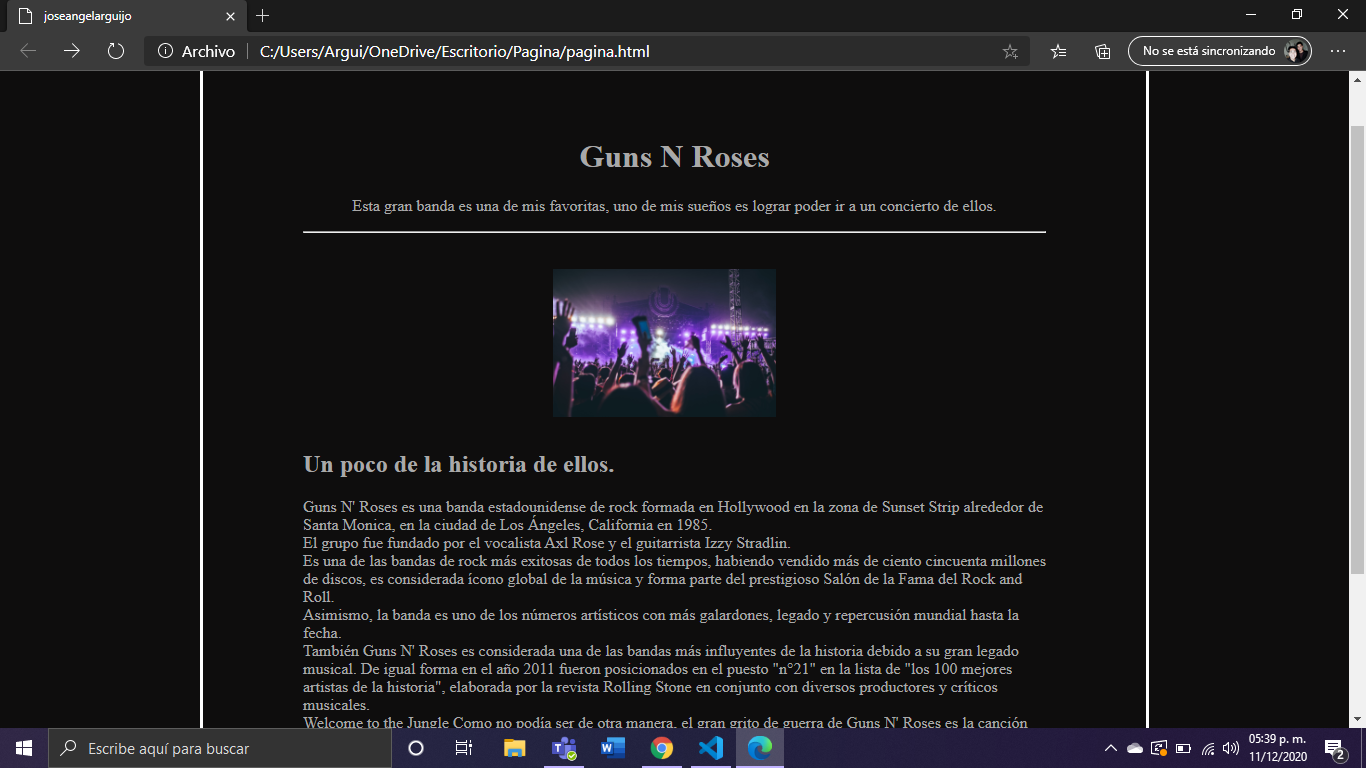 joseangelarguijo
Archivo
C:/Users/Argui/OneDrive/Escritorio/Pagina/pagina.html
No se está sincronizando
Guns N Roses
Esta gran banda es una de mis favoritas, uno de mis sueños es lograr poder ir a un concierto de ellos.
Un poco de la historia de ellos.
Guns N' Roses es una banda estadounidense de rock formada en Hollywood en la zona de Sunset Strip alrededor de
Santa Monica, en la ciudad de Los Ángeles, California en 1985.
El grupo fue fundado por el vocalista Axl Rose y el guitarrista Izzy Stradlin.
Es una de las bandas de rock más exitosas de todos los tiempos, habiendo vendido más de ciento cincuenta millones
de discos, es considerada ícono global de la música y forma parte del prestigioso Salón de la Fama del Rock and
Roll.
Asimismo, la banda es uno de los números artísticos con más galardones, legado y repercusión mundial hasta la
fecha.
También Guns N' Roses es considerada una de las bandas más influyentes de la historia debido a su gran legado
musical. De igual forma en el año 2011 fueron posicionados en el puesto "n°21" en la lista de "los 100 mejores
artistas de la historia", elaborada por la revista Rolling Stone en conjunto con diversos productores y críticos
musicales.
Welcome to the Jungle Como no podía ser de otra manera, el gran grito de guerra de Guns N' Roses es la canción
Escribe aquí para buscar
05:39 p. m.
11/12/2020
2